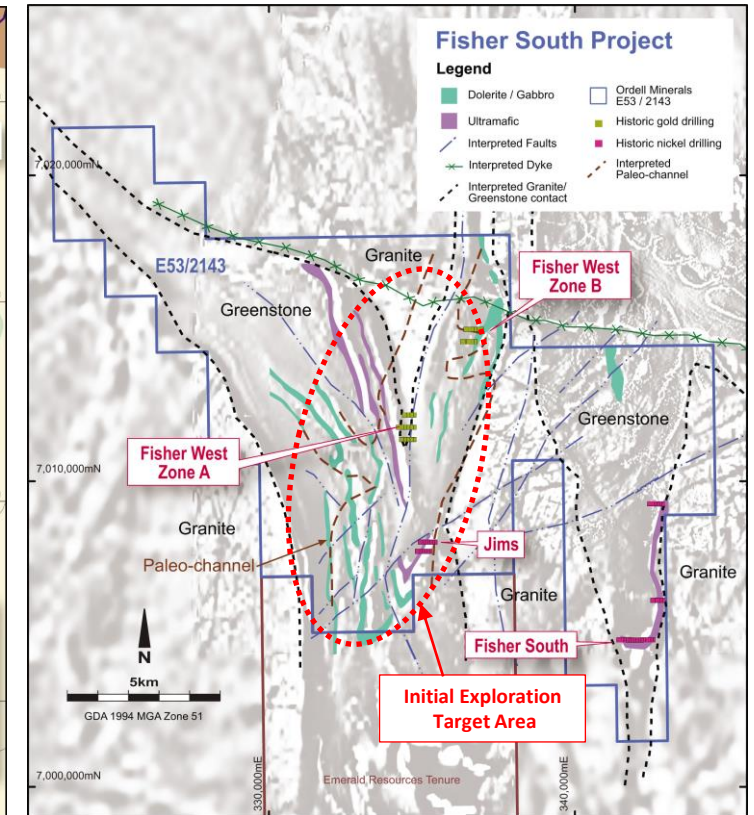 Fisher South Project
Legend
Dolerite / Gabbro
Ultramafic
Interpreted Faults
Interpreted Dyke
Interpreted Granite/
Greenstone contact
Ordell Minerals
E53 / 2143
Historic gold drilling
Historic nickel drilling
Interpreted
Paleo-channel
7,020,000mN
E53/2143
Granite
Greenstone
Fisher West
Zone B
Greenstone
Fisher West
Zone A
7,010,000mN
Granite
Paleo-channel
Jims
Granite
Granite
Fisher South
N
5km
GDA 1994 MGA Zone 51
Initial Exploration
Target Area
7,000,000mN
330,000mE
Emerald Resources Tenure
340,000mE